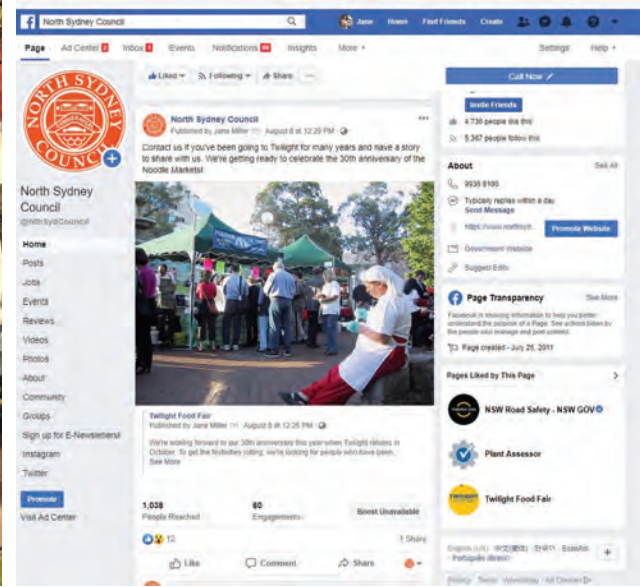 North Sydney Council
Jane Home Find Friends Create
Page Ad Center 2 Inbox Events Notifications Insights More Settings Help
Liked Following Share
Call Now
NORTH SYDNEY COUNCIL
North Sydney Council
@NthSydCouncil
Home
Posts
Jobs
Events
Reviews
Videos
Photos
About
Community
Groups
Sign up for E-Newsletters!
Instagram
Twitter
Promote
Visit Ad Center
North Sydney Council
Published by Jane Miller · August 8 at 12:29 PM
Contact us if you've been going to Twilight for many years and have a story
to share with us. We're getting ready to celebrate the 30th anniversary of the
Noodle Markets!
Twilight Food Fair
Published by Jane Miller · August 8 at 12:26 PM
We're looking forward to our 30th anniversary this year when Twilight returns in
October. To get the festivities rolling, we're looking for people who have been.
See More
1,038
People Reached
60
Engagements
Boost Unavailable
12
1 Share
Like Comment Share
Invite Friends
4,736 people like this
5,367 people follow this
About See All
9936 8100
Typically replies within a day
Send Message
Promote Website
Government Website
Suggest Edits
Page Transparency See More
Facebook is showing information to help you better
understand the purpose of a Page. See actions taken by
the people who manage and post content.
Page created - July 25, 2011
Pages Liked by This Page
NSW Road Safety - NSW GOV
Plant Assessor
Twilight Food Fair
English (UK) · 中文(繁體) · 한국어 · Español
· Português (Brasil)
Privacy · Terms · Advertising · Ad Choices